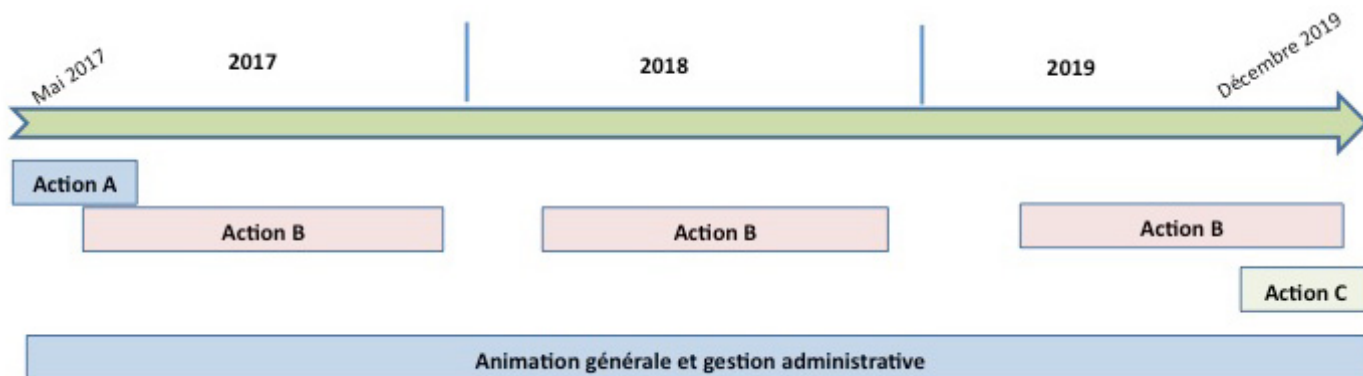 Mai 2017
2017
2018
2019
Décembre 2019
Action A
Action B
Action B
Action B
Action C
Animation générale et gestion administrative